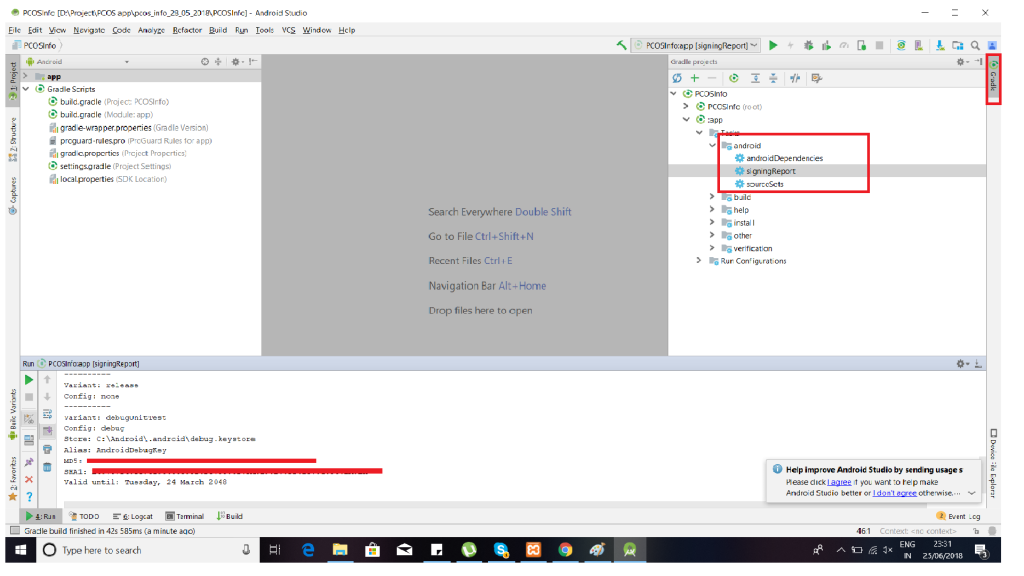 PCOSInfo [D:\Project\PCOS app\pcos_info_29_05_2018\PCOSInfo] - Android Studio
File Edit View Navigate Code Analyze Refactor Build Run Tools VCS Window Help
PCOSInfo
PCOSInfo:app [signingReport]
1: Project
Android
Gradle projects
Gradle
app
Gradle Scripts
build.gradle (Project: PCOSInfo)
build.gradle (Module: app)
gradle-wrapper.properties (Gradle Version)
proguard-rules.pro (ProGuard Rules for app)
gradle.properties (Project Properties)
settings.gradle (Project Settings)
local.properties (SDK Location)
2: Structure
Captures
PCOSInfo
PCOSInfo (root)
:app
Tasks
android
androidDependencies
signingReport
sourceSets
build
help
install
other
verification
Run Configurations
Search Everywhere Double Shift
Go to File Ctrl+Shift+N
Recent Files Ctrl+E
Navigation Bar Alt+Home
Drop files here to open
Run PCOSInfo:app [signingReport]
----------
Variant: release
Config: none
----------
Variant: debugUnitTest
Config: debug
Store: C:\Android\.android\debug.keystore
Alias: AndroidDebugKey
MD5:
SHA1:
Valid until: Tuesday, 24 March 2048
Build Variants
2: Favorites
Device File Explorer
Help improve Android Studio by sending usage s
Please click I agree if you want to help make
Android Studio better or I don't agree otherwise....
4: Run TODO 6: Logcat Terminal Build Event Log
2
Gradle build finished in 42s 585ms (a minute ago)
46:1 Context: <no context>
Type here to search
ENG
IN
23:31
25/06/2018
3